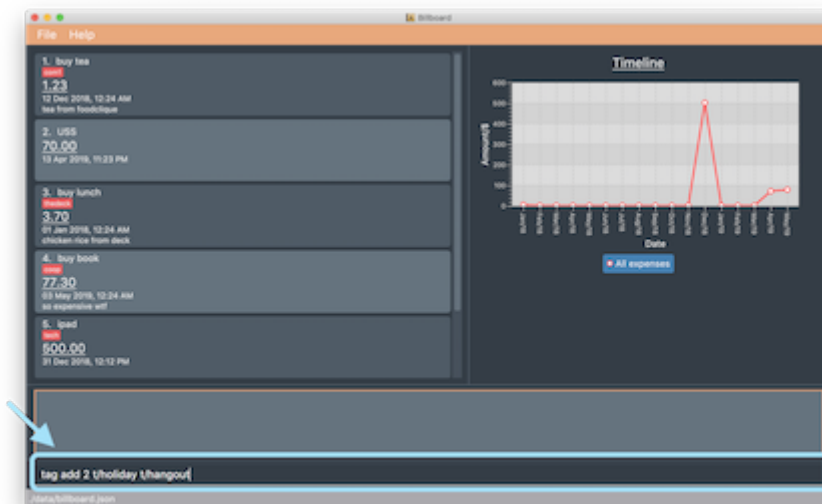 Billboard
File Help
1. buy tea
1.23
12 Dec 2018, 12:24 AM
tea from foodclique
2. USS
70.00
13 Apr 2019, 11:23 PM
3. buy lunch
thedeck
3.70
01 Jan 2018, 12:24 AM
chicken rice from deck
4. buy book
coop
77.30
03 May 2019, 12:24 AM
so expensive wtf
5. ipad
tech
500.00
31 Dec 2018, 12:12 PM
Timeline
Amount/$
600
500
400
300
200
100
0
Date
All expenses
tag add 2 t/holiday t/hangout
/data/billboard.json